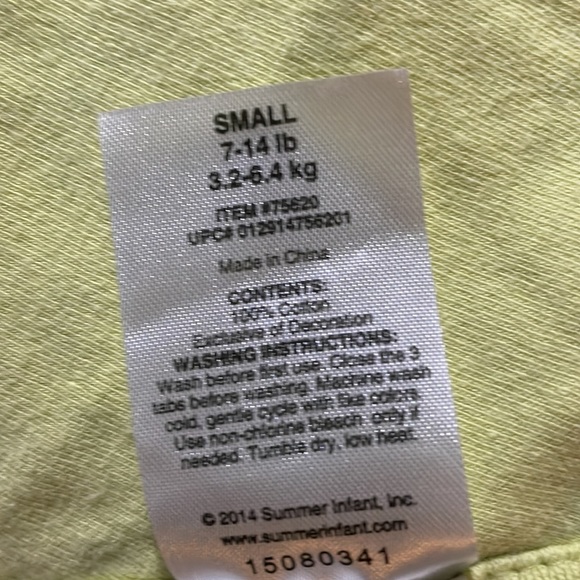 SMALL
7-14 lb
3.2-6.4 kg
ITEM #75620
UPC# 012914756201
Made in China
CONTENTS:
100% Cotton
Exclusive of Decoration
WASHING INSTRUCTIONS:
Wash before first use. Close the 3
tabs before washing. Machine wash
cold, gentle cycle with like colors.
Use non-chlorine bleach only if
needed. Tumble dry, low heat.
© 2014 Summer Infant, Inc.
www.summerinfant.com
15080341